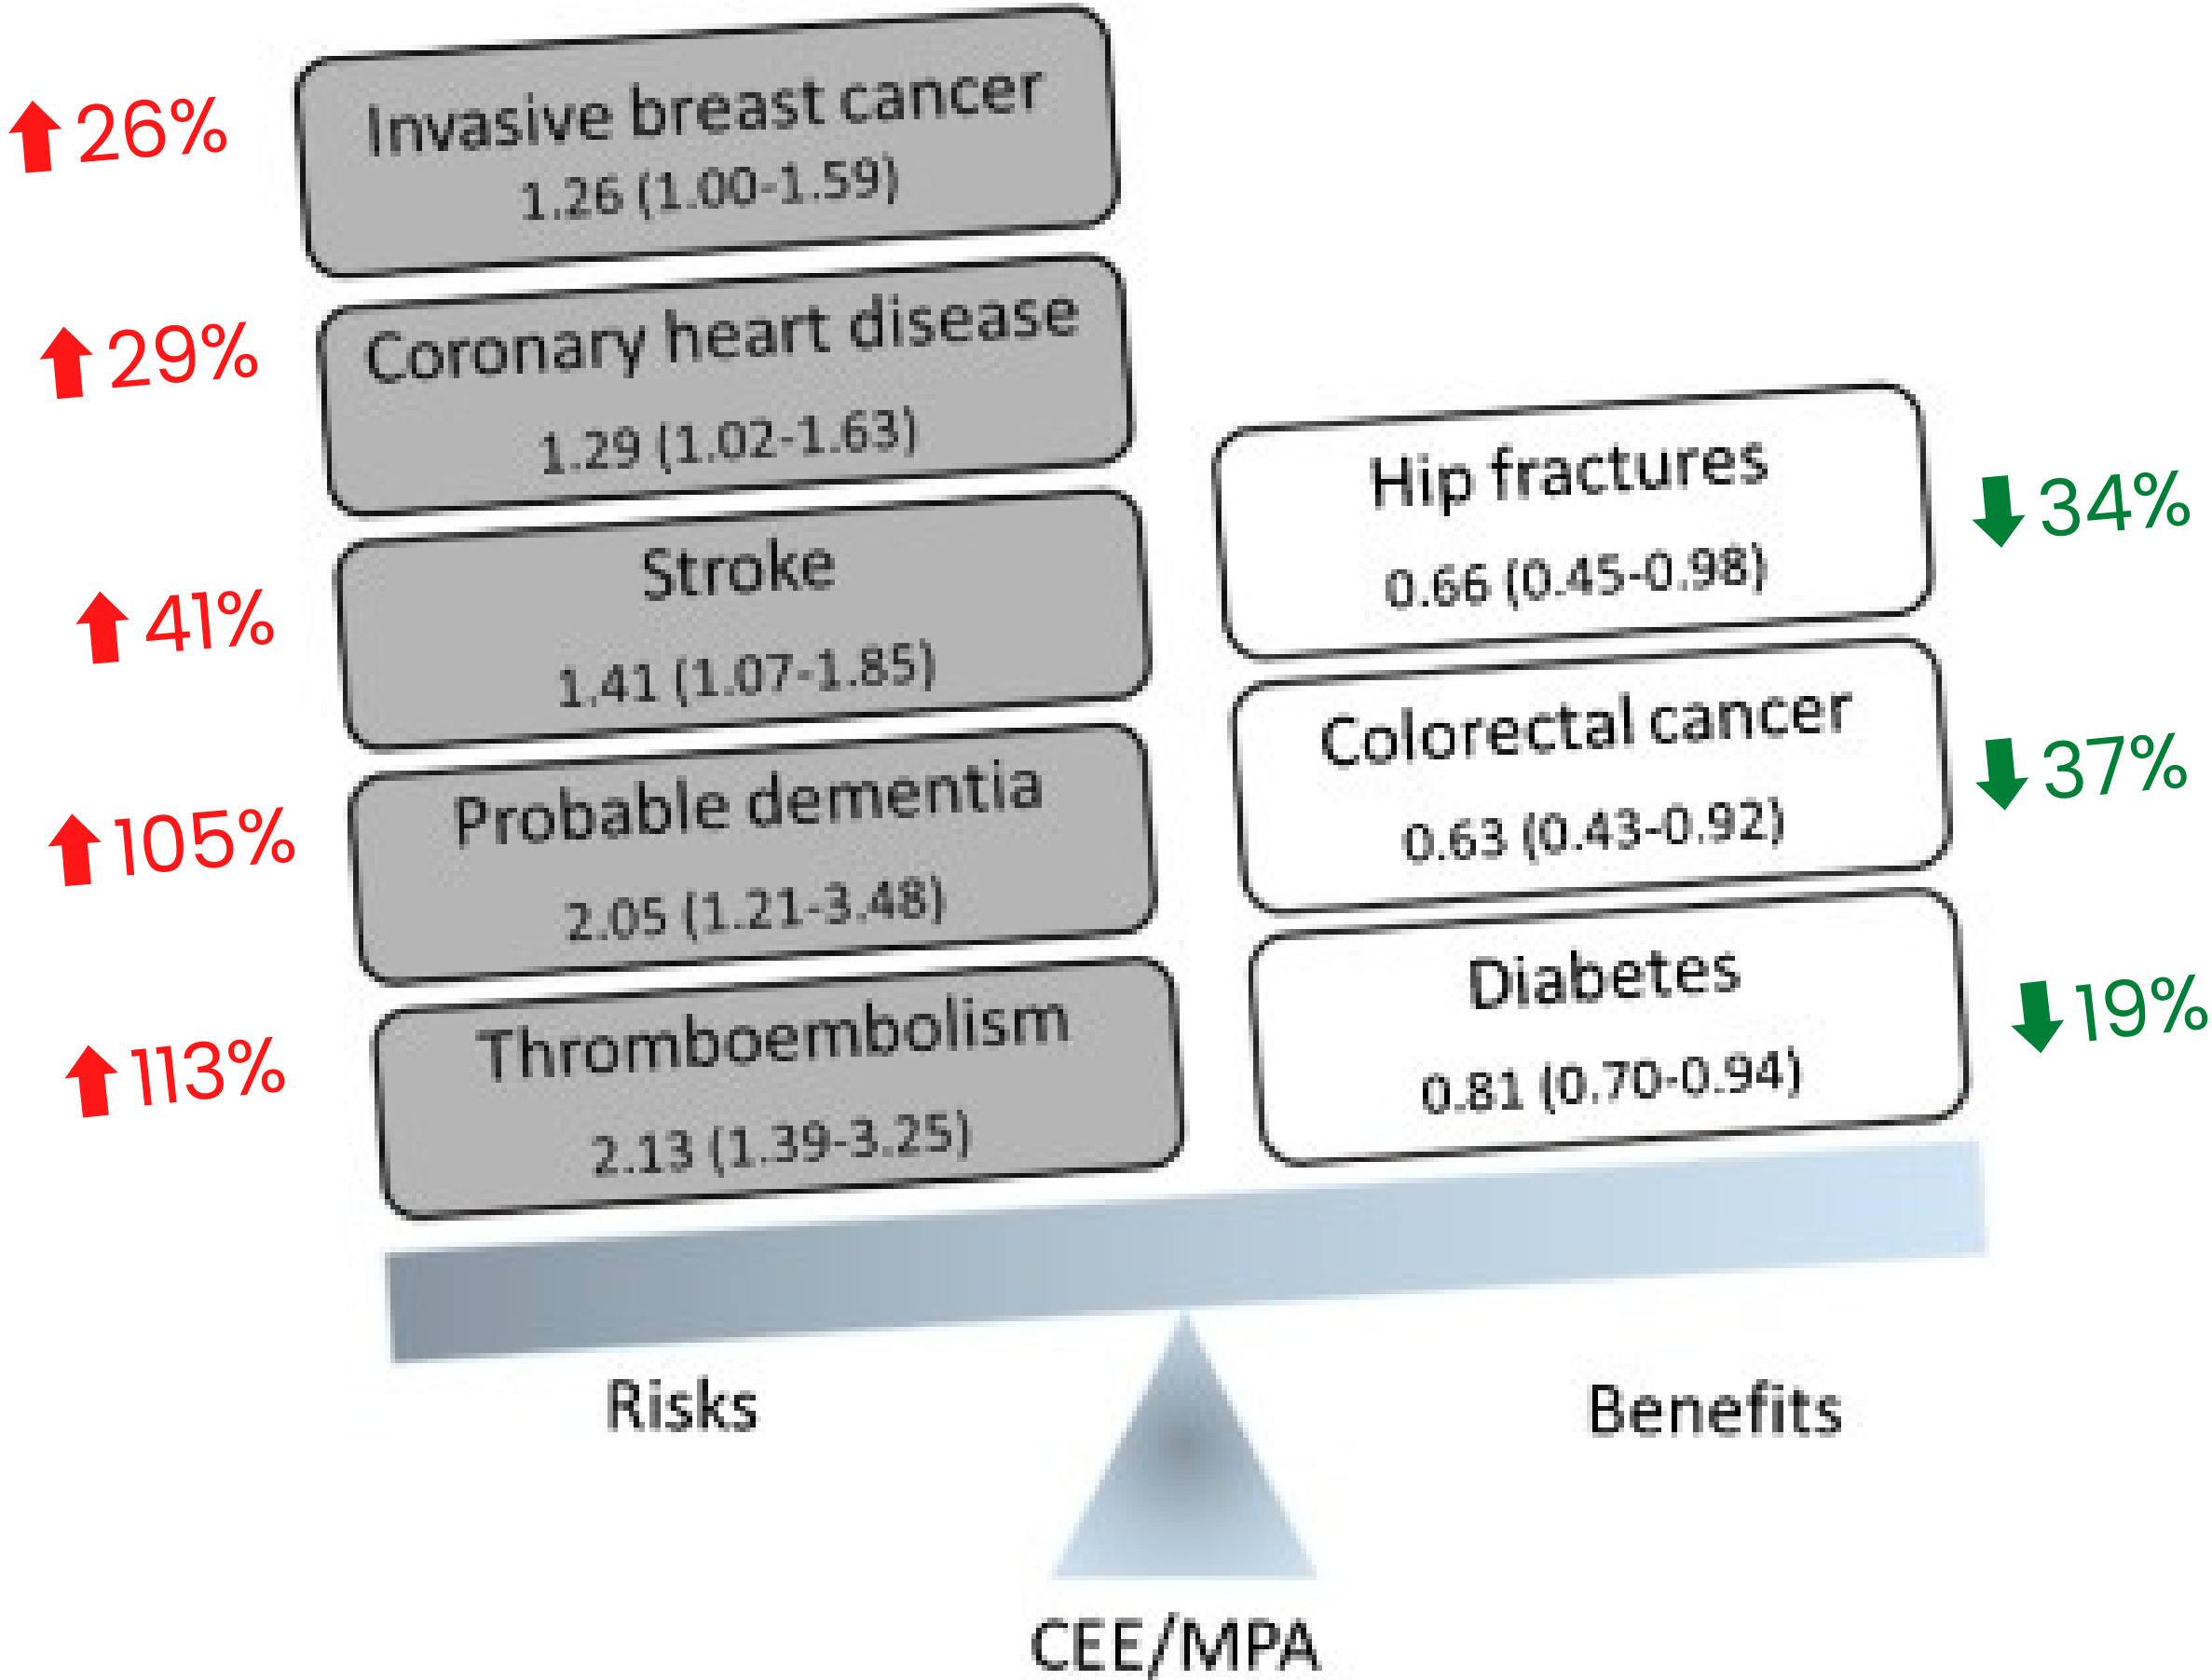 26%
Invasive breast cancer
1.26 (1.00-1.59)
29%
Coronary heart disease
1.29 (1.02-1.63)
41%
Stroke
1.41 (1.07-1.85)
105%
Probable dementia
2.05 (1.21-3.48)
113%
Thromboembolism
2.13 (1.39-3.25)
Hip fractures
0.66 (0.45-0.98)
34%
Colorectal cancer
0.63 (0.43-0.92)
37%
Diabetes
0.81 (0.70-0.94)
19%
Risks
Benefits
CEE/MPA